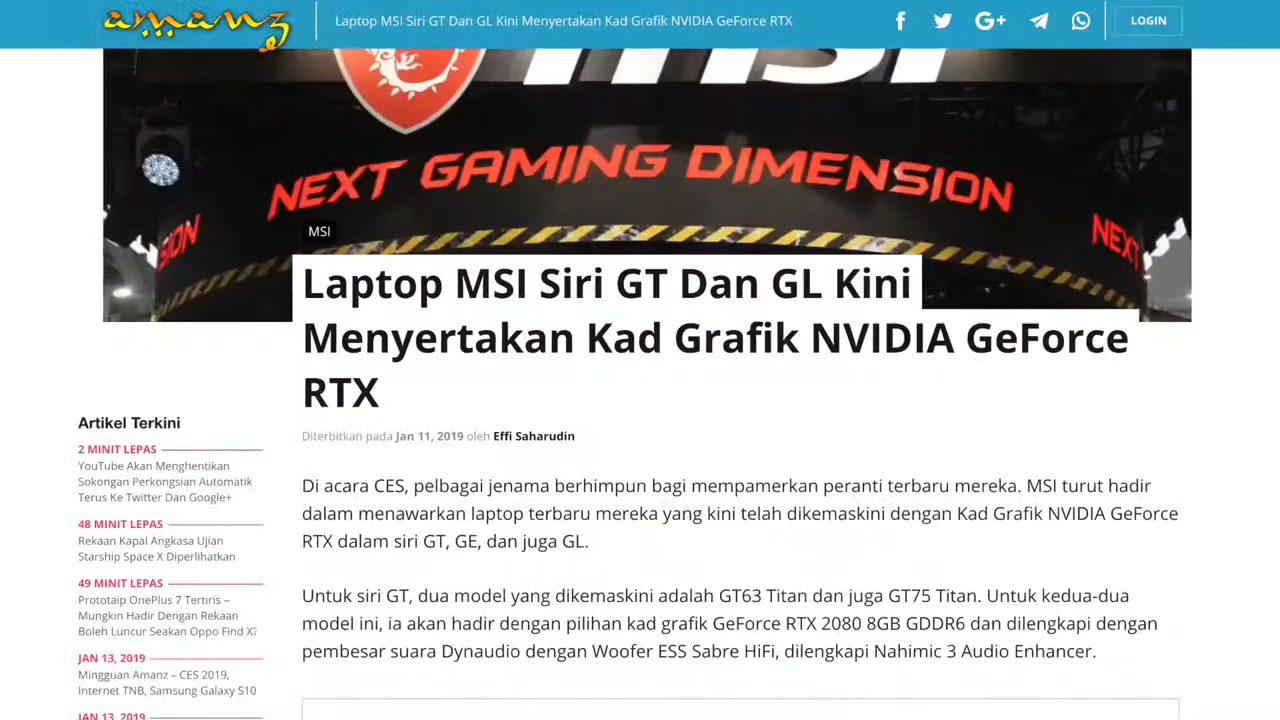 amanz
Laptop MSI Siri GT Dan GL Kini Menyertakan Kad Grafik NVIDIA GeForce RTX
LOGIN
msi
NEXT GAMING DIMENSION
SION
NEXT
MSI
Laptop MSI Siri GT Dan GL Kini
Menyertakan Kad Grafik NVIDIA GeForce
RTX
Diterbitkan pada Jan 11, 2019 oleh Effi Saharudin
Di acara CES, pelbagai jenama berhimpun bagi mempamerkan peranti terbaru mereka. MSI turut hadir
dalam menawarkan laptop terbaru mereka yang kini telah dikemaskini dengan Kad Grafik NVIDIA GeForce
RTX dalam siri GT, GE, dan juga GL.
Untuk siri GT, dua model yang dikemaskini adalah GT63 Titan dan juga GT75 Titan. Untuk kedua-dua
model ini, ia akan hadir dengan pilihan kad grafik GeForce RTX 2080 8GB GDDR6 dan dilengkapi dengan
pembesar suara Dynaudio dengan Woofer ESS Sabre HiFi, dilengkapi Nahimic 3 Audio Enhancer.
Artikel Terkini
2 MINIT LEPAS
YouTube Akan Menghentikan
Sokongan Perkongsian Automatik
Terus Ke Twitter Dan Google+
48 MINIT LEPAS
Rekaan Kapal Angkasa Ujian
Starship Space X Diperlihatkan
49 MINIT LEPAS
Prototaip OnePlus 7 Tertiris –
Mungkin Hadir Dengan Rekaan
Boleh Luncur Seakan Oppo Find X?
JAN 13, 2019
Mingguan Amanz – CES 2019,
Internet TNB, Samsung Galaxy S10
JAN 13, 2019